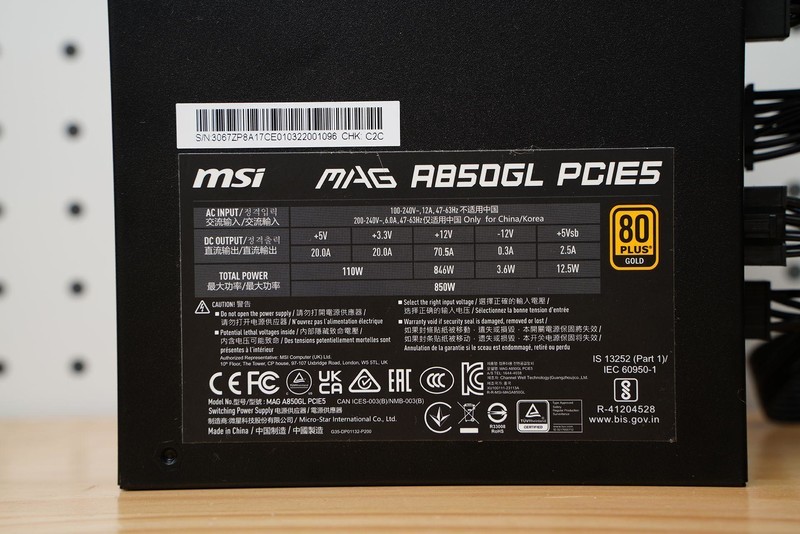 S/N:3067ZP8A17CE010322001096 CHK: C2C
msi MAG A850GL PCIE5
AC INPUT/정격입력
交流输入/交流輸入
100-240V~,12A, 47-63Hz 不适用中国
200-240V~,6.0A, 47-63Hz 仅适用中国 Only for China/Korea
DC OUTPUT/정격출력
直流输出/直流輸出
+5V +3.3V +12V -12V +5Vsb
20.0A 20.0A 70.5A 0.3A 2.5A
TOTAL POWER
最大功率/最大功率
110W 846W 3.6W 12.5W
850W
80 PLUS
GOLD
CAUTION! 警告
Do not open the power supply / 請勿打開電源供應器 /
请勿打开电源供应器 / N'ouvrez pas l'alimentation électrique
Potential lethal voltages inside / 內部隱藏致命電壓 /
内含电压可能致命 / Des tensions potentiellement mortelles sont
présentes à l'intérieur
Select the right input voltage / 選擇正確的輸入電壓 /
选择正确的输入电压 / Sélectionnez la bonne tension d'entrée
Warranty void if security seal is damaged, removed or lost /
如果封條貼紙被移動，遺失或損毀，本開關電源保固將失效/
如果封条贴纸被移动，遗失或损毁，本开关电源保固将失效/
Annulation de la garantie si le sceau est endommagé, retiré ou perdu
Authorized Representative: MSI Computer (UK) Ltd.
10th Floor, The Tower, CP house, 97-107 Uxbridge Road, London, W5 5TL, UK
CE FC UK CA EAC CCC
Model No./型号/型號: MAG A850GL PCIE5 CAN ICES-003(B)/NMB-003(B)
Switching Power Supply 电源供应器 / 電源供應器
制造商:微星科技股份有限公司 / Micro-Star International Co., Ltd.
Made in China / 中国制造 / 中國製造 G35-DP01132-P200
R33008
RoHS
IS 13252 (Part 1)/
IEC 60950-1
R-41204528
www.bis.gov.in